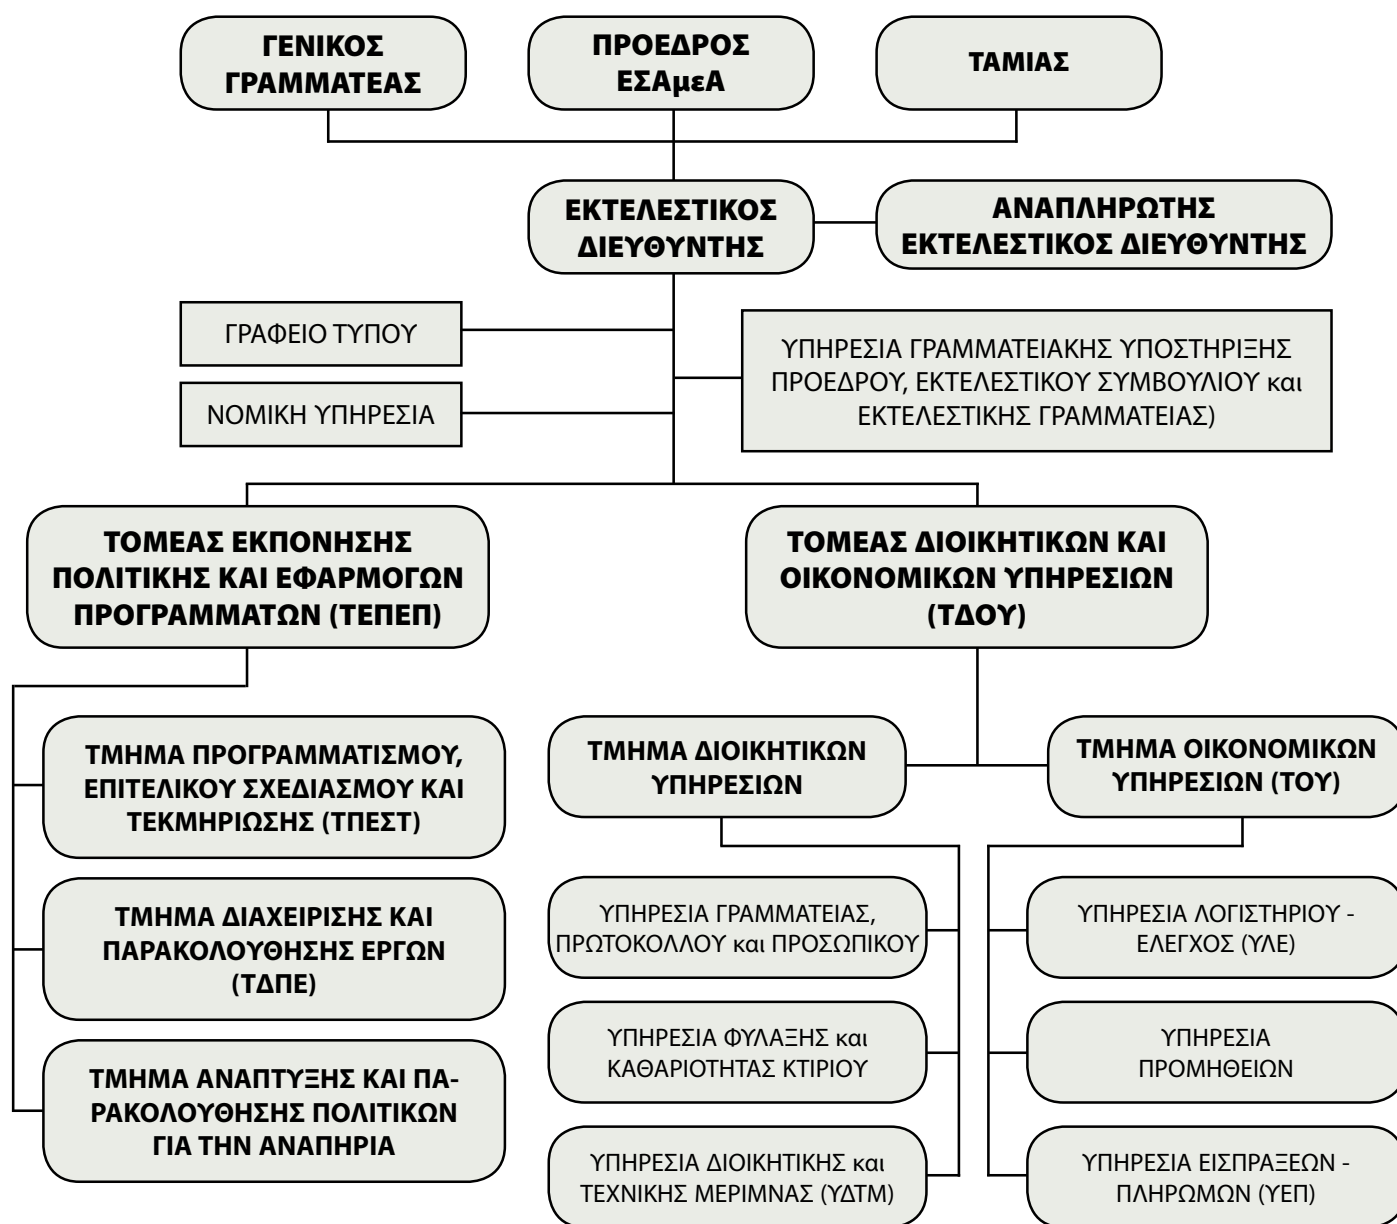 ΓΕΝΙΚΟΣ
ΓΡΑΜΜΑΤΕΑΣ
ΠΡΟΕΔΡΟΣ
ΕΣΑμεΑ
ΤΑΜΙΑΣ
ΕΚΤΕΛΕΣΤΙΚΟΣ
ΔΙΕΥΘΥΝΤΗΣ
ΑΝΑΠΛΗΡΩΤΗΣ
ΕΚΤΕΛΕΣΤΙΚΟΣ ΔΙΕΥΘΥΝΤΗΣ
ΓΡΑΦΕΙΟ ΤΥΠΟΥ
ΝΟΜΙΚΗ ΥΠΗΡΕΣΙΑ
ΥΠΗΡΕΣΙΑ ΓΡΑΜΜΑΤΕΙΑΚΗΣ ΥΠΟΣΤΗΡΙΞΗΣ
ΠΡΟΕΔΡΟΥ, ΕΚΤΕΛΕΣΤΙΚΟΥ ΣΥΜΒΟΥΛΙΟΥ και
ΕΚΤΕΛΕΣΤΙΚΗΣ ΓΡΑΜΜΑΤΕΙΑΣ)
ΤΟΜΕΑΣ ΕΚΠΟΝΗΣΗΣ
ΠΟΛΙΤΙΚΗΣ ΚΑΙ ΕΦΑΡΜΟΓΩΝ
ΠΡΟΓΡΑΜΜΑΤΩΝ (ΤΕΠΕΠ)
ΤΟΜΕΑΣ ΔΙΟΙΚΗΤΙΚΩΝ ΚΑΙ
ΟΙΚΟΝΟΜΙΚΩΝ ΥΠΗΡΕΣΙΩΝ
(ΤΔΟΥ)
ΤΜΗΜΑ ΠΡΟΓΡΑΜΜΑΤΙΣΜΟΥ,
ΕΠΙΤΕΛΙΚΟΥ ΣΧΕΔΙΑΣΜΟΥ ΚΑΙ
ΤΕΚΜΗΡΙΩΣΗΣ (ΤΠΕΣΤ)
ΤΜΗΜΑ ΔΙΑΧΕΙΡΙΣΗΣ ΚΑΙ
ΠΑΡΑΚΟΛΟΥΘΗΣΗΣ ΕΡΓΩΝ
(ΤΔΠΕ)
ΤΜΗΜΑ ΑΝΑΠΤΥΞΗΣ ΚΑΙ ΠΑ-
ΡΑΚΟΛΟΥΘΗΣΗΣ ΠΟΛΙΤΙΚΩΝ
ΓΙΑ ΤΗΝ ΑΝΑΠΗΡΙΑ
ΤΜΗΜΑ ΔΙΟΙΚΗΤΙΚΩΝ
ΥΠΗΡΕΣΙΩΝ
ΥΠΗΡΕΣΙΑ ΓΡΑΜΜΑΤΕΙΑΣ,
ΠΡΩΤΟΚΟΛΛΟΥ και ΠΡΟΣΩΠΙΚΟΥ
ΥΠΗΡΕΣΙΑ ΦΥΛΑΞΗΣ και
ΚΑΘΑΡΙΟΤΗΤΑΣ ΚΤΙΡΙΟΥ
ΥΠΗΡΕΣΙΑ ΔΙΟΙΚΗΤΙΚΗΣ και
ΤΕΧΝΙΚΗΣ ΜΕΡΙΜΝΑΣ (ΥΔΤΜ)
ΤΜΗΜΑ ΟΙΚΟΝΟΜΙΚΩΝ
ΥΠΗΡΕΣΙΩΝ (ΤΟΥ)
ΥΠΗΡΕΣΙΑ ΛΟΓΙΣΤΗΡΙΟΥ -
ΕΛΕΓΧΟΣ (ΥΛΕ)
ΥΠΗΡΕΣΙΑ
ΠΡΟΜΗΘΕΙΩΝ
ΥΠΗΡΕΣΙΑ ΕΙΣΠΡΑΞΕΩΝ -
ΠΛΗΡΩΜΩΝ (ΥΕΠ)